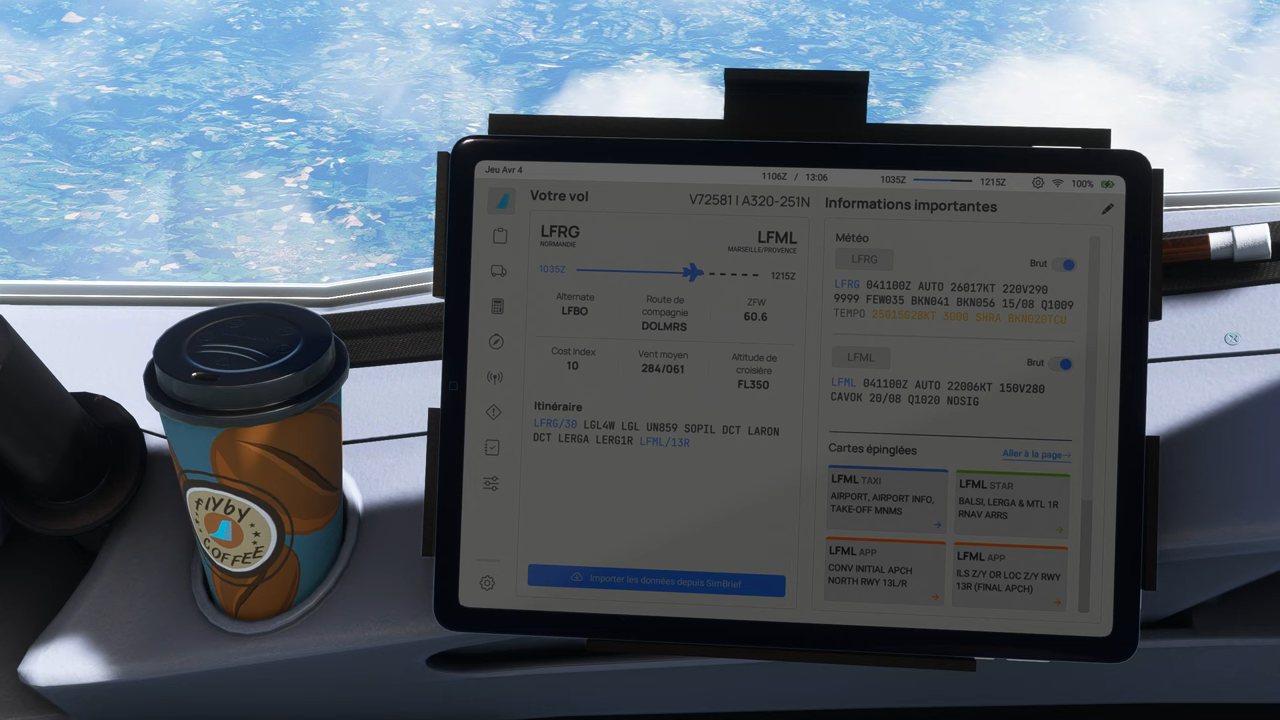 Jeu Avr 4
1106Z / 13:06
1035Z
1215Z
100%
Votre vol
V72581 | A320-251N
LFRG
NORMANDIE
LFML
MARSEILLE/PROVENCE
1035Z
1215Z
Alternate
LFBO
Route de
compagnie
DOLMRS
ZFW
60.6
Cost Index
10
Vent moyen
284/061
Altitude de
croisière
FL350
Itinéraire
LFRG/30 LGL4W LGL UN859 SOPIL DCT LARON
DCT LERGA LERG1R LFML/13R
Importer les données depuis SimBrief
Informations importantes
Météo
LFRG
Brut
LFRG 041100Z AUTO 26017KT 220V290
9999 FEW035 BKN041 BKN056 15/08 Q1009
TEMPO 25015G28KT 3000 SHRA BKN020TCU
LFML
Brut
LFML 041100Z AUTO 22006KT 150V280
CAVOK 20/08 Q1020 NOSIG
Cartes épinglées
Aller à la page→
LFML TAXI
AIRPORT, AIRPORT INFO,
TAKE-OFF MNMS
LFML STAR
BALSI, LERGA & MTL 1R
RNAV ARRS
LFML APP
CONV INITIAL APCH
NORTH RWY 13L/R
LFML APP
ILS Z/Y OR LOC Z/Y RWY
13R (FINAL APCH)
flyby
COFFEE